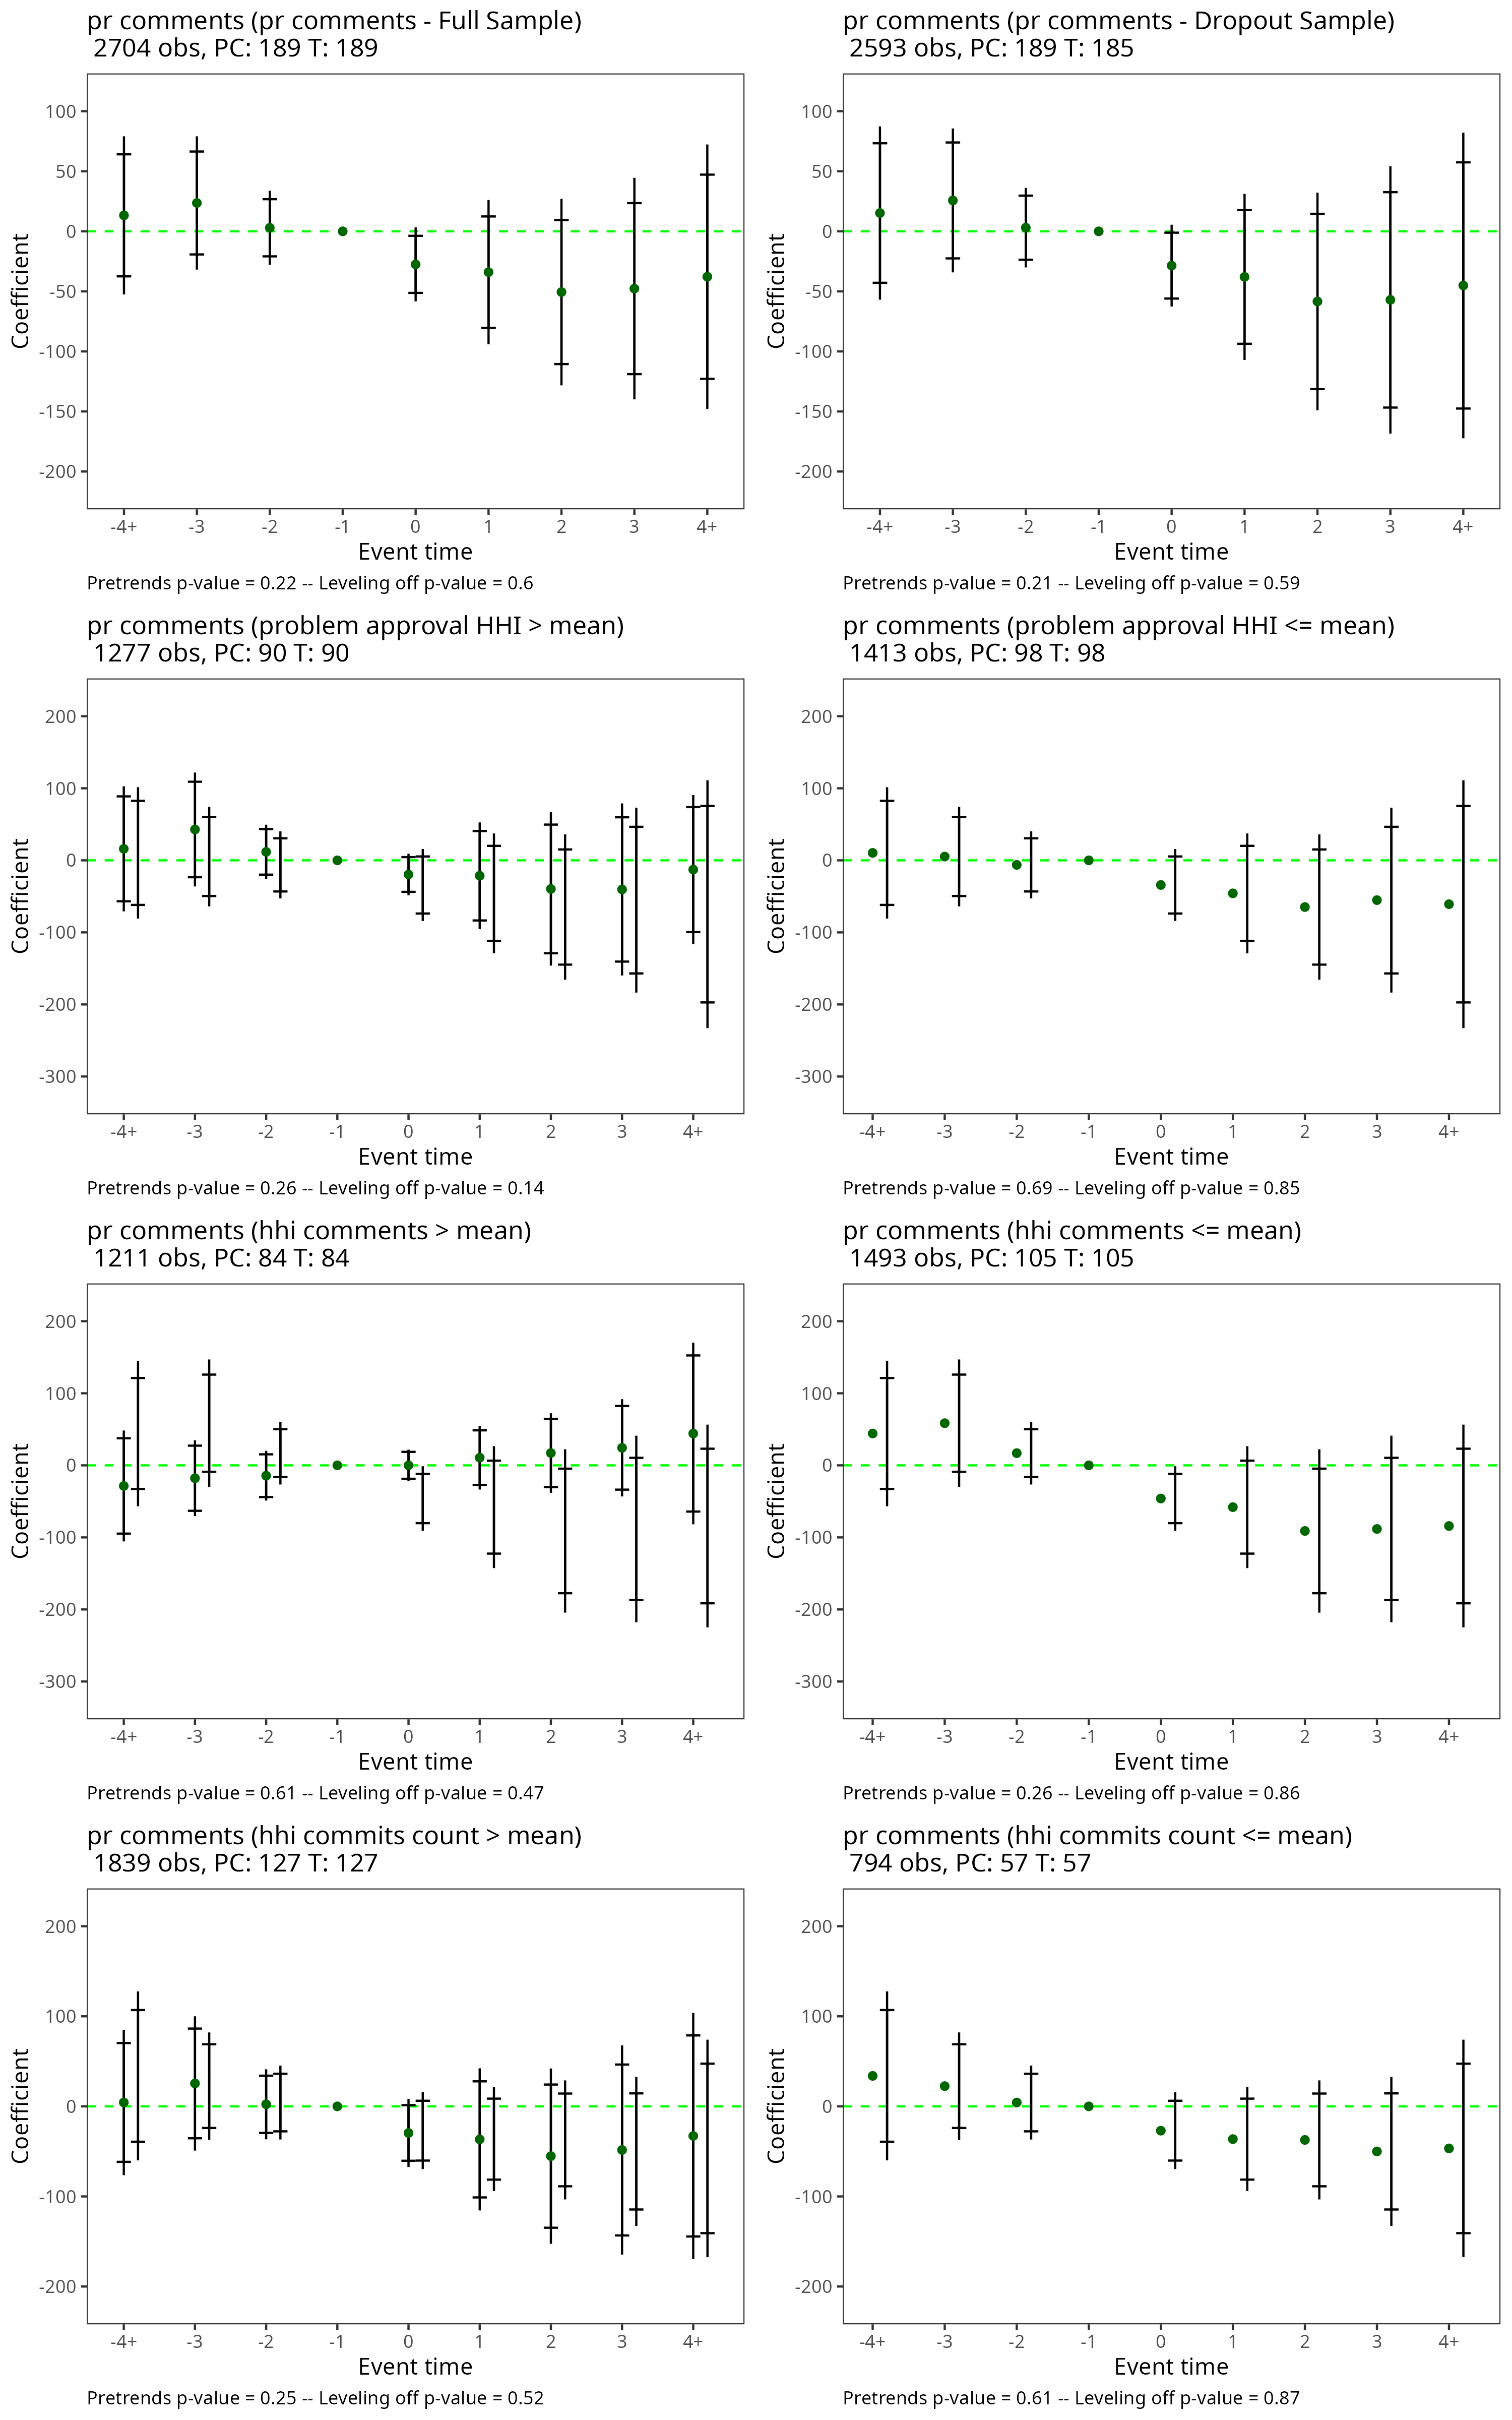 pr comments (pr comments - Full Sample)
2704 obs, PC: 189 T: 189
100
50
0
-50
-100
-150
-200
Coefficient
-4+ -3 -2 -1 0 1 2 3 4+
Event time
Pretrends p-value = 0.22 -- Leveling off p-value = 0.6
pr comments (pr comments - Dropout Sample)
2593 obs, PC: 189 T: 185
100
50
0
-50
-100
-150
-200
Coefficient
-4+ -3 -2 -1 0 1 2 3 4+
Event time
Pretrends p-value = 0.21 -- Leveling off p-value = 0.59
pr comments (problem approval HHI > mean)
1277 obs, PC: 90 T: 90
200
100
0
-100
-200
-300
Coefficient
-4+ -3 -2 -1 0 1 2 3 4+
Event time
Pretrends p-value = 0.26 -- Leveling off p-value = 0.14
pr comments (problem approval HHI <= mean)
1413 obs, PC: 98 T: 98
200
100
0
-100
-200
-300
Coefficient
-4+ -3 -2 -1 0 1 2 3 4+
Event time
Pretrends p-value = 0.69 -- Leveling off p-value = 0.85
pr comments (hhi comments > mean)
1211 obs, PC: 84 T: 84
200
100
0
-100
-200
-300
Coefficient
-4+ -3 -2 -1 0 1 2 3 4+
Event time
Pretrends p-value = 0.61 -- Leveling off p-value = 0.47
pr comments (hhi comments <= mean)
1493 obs, PC: 105 T: 105
200
100
0
-100
-200
-300
Coefficient
-4+ -3 -2 -1 0 1 2 3 4+
Event time
Pretrends p-value = 0.26 -- Leveling off p-value = 0.86
pr comments (hhi commits count > mean)
1839 obs, PC: 127 T: 127
200
100
0
-100
-200
Coefficient
-4+ -3 -2 -1 0 1 2 3 4+
Event time
Pretrends p-value = 0.25 -- Leveling off p-value = 0.52
pr comments (hhi commits count <= mean)
794 obs, PC: 57 T: 57
200
100
0
-100
-200
Coefficient
-4+ -3 -2 -1 0 1 2 3 4+
Event time
Pretrends p-value = 0.61 -- Leveling off p-value = 0.87